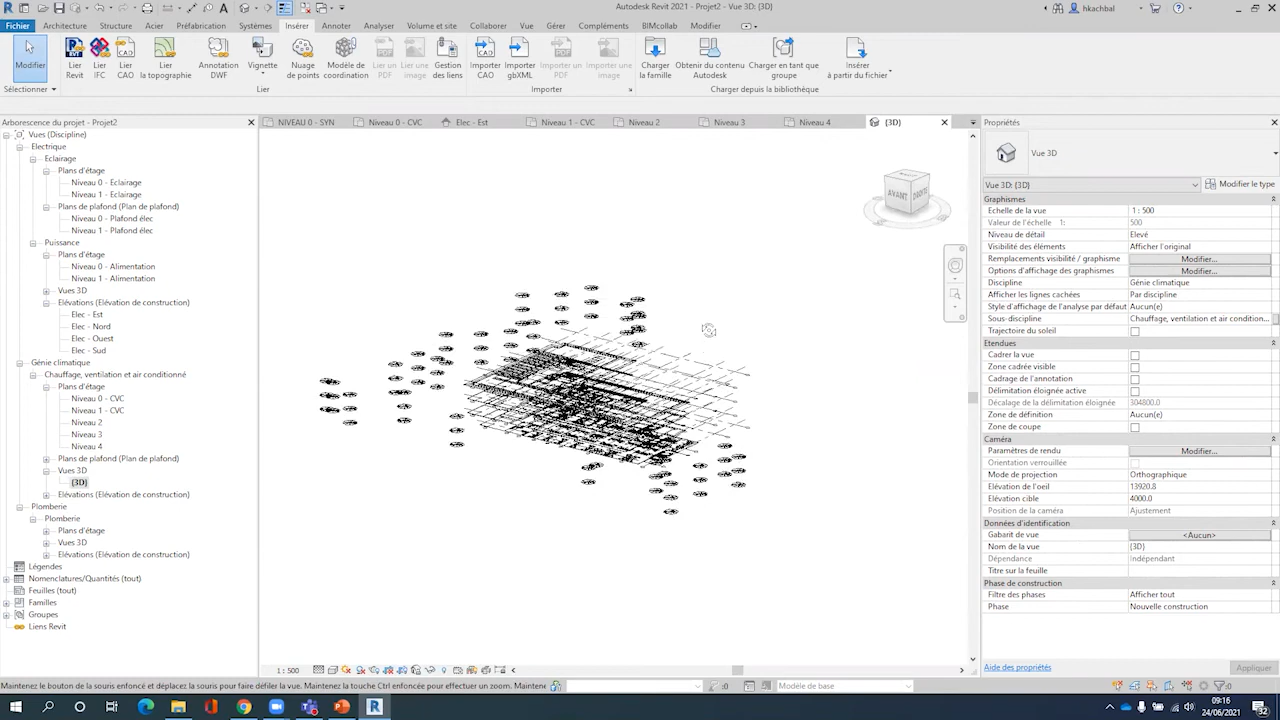 Autodesk Revit 2021 - Vue 3D: {3D}
hkachbal
Fichier Architecture Structure Acier Préfabrication Systèmes Insérer Annoter Analyser Volume et site Collaborer Vue Gérer Compléments BIMcollab Modifier
Modifier
Lier Revit
Lier IFC
Lier CAO
Lier la topographie
Annotation DWF
Vignette
Nuage de points
Modèle de coordination
Lier un PDF
Lier une image
Gestion des liens
Importer CAO
Importer gbXML
Importer un PDF
Importer une image
Charger la famille
Obtenir du contenu Autodesk
Charger en tant que groupe
Insérer à partir du fichier
Sélectionner Lier Importer Charger depuis la bibliothèque
Arborescence du projet - Projet2
Vues (Discipline)
Electrique
Eclairage
Plans d'étage
Niveau 0 - Eclairage
Niveau 1 - Eclairage
Plans de plafond (Plan de plafond)
Niveau 0 - Plafond élec
Niveau 1 - Plafond élec
Puissance
Plans d'étage
Niveau 0 - Alimentation
Niveau 1 - Alimentation
Vues 3D
Elévations (Elévation de construction)
Elec - Est
Elec - Nord
Elec - Ouest
Elec - Sud
Génie climatique
Chauffage, ventilation et air conditionné
Plans d'étage
Niveau 0 - CVC
Niveau 1 - CVC
Niveau 2
Niveau 3
Niveau 4
Plans de plafond (Plan de plafond)
Vues 3D
{3D}
Elévations (Elévation de construction)
Plomberie
Plomberie
Plans d'étage
Vues 3D
Elévations (Elévation de construction)
Légendes
Nomenclatures/Quantités (tout)
Feuilles (tout)
Familles
Groupes
Liens Revit
NIVEAU 0 - SYN Niveau 0 - CVC Elec - Est Niveau 1 - CVC Niveau 2 Niveau 3 Niveau 4 {3D}
AVANT DROITE
1 : 500
Propriétés
Vue 3D
Vue 3D: {3D} Modifier le type
Graphismes
Echelle de la vue 1 : 500
Valeur de l'échelle 1: 500
Niveau de détail Elevé
Visibilité des éléments Afficher l'original
Remplacements visibilité / graphisme Modifier...
Options d'affichage des graphismes Modifier...
Discipline Génie climatique
Afficher les lignes cachées Par discipline
Style d'affichage de l'analyse par défaut Aucun(e)
Sous-discipline Chauffage, ventilation et air condition...
Trajectoire du soleil
Etendues
Cadrer la vue
Zone cadrée visible
Cadrage de l'annotation
Délimitation éloignée active
Décalage de la délimitation éloignée 304800.0
Zone de définition Aucun(e)
Zone de coupe
Caméra
Paramètres de rendu Modifier...
Orientation verrouillée
Mode de projection Orthographique
Elévation de l'oeil 13920.8
Elévation cible 4000.0
Position de la caméra Ajustement
Données d'identification
Gabarit de vue <Aucun>
Nom de la vue {3D}
Dépendance Indépendant
Titre sur la feuille
Phase de construction
Filtre des phases Afficher tout
Phase Nouvelle construction
Aide des propriétés Appliquer
Maintenez le bouton de la souris enfoncé et déplacez la souris pour faire défiler la vue. Maintenez la touche Ctrl enfoncée pour effectuer un zoom. Maintene
:0 Modèle de base :0
09:16
24/06/2021